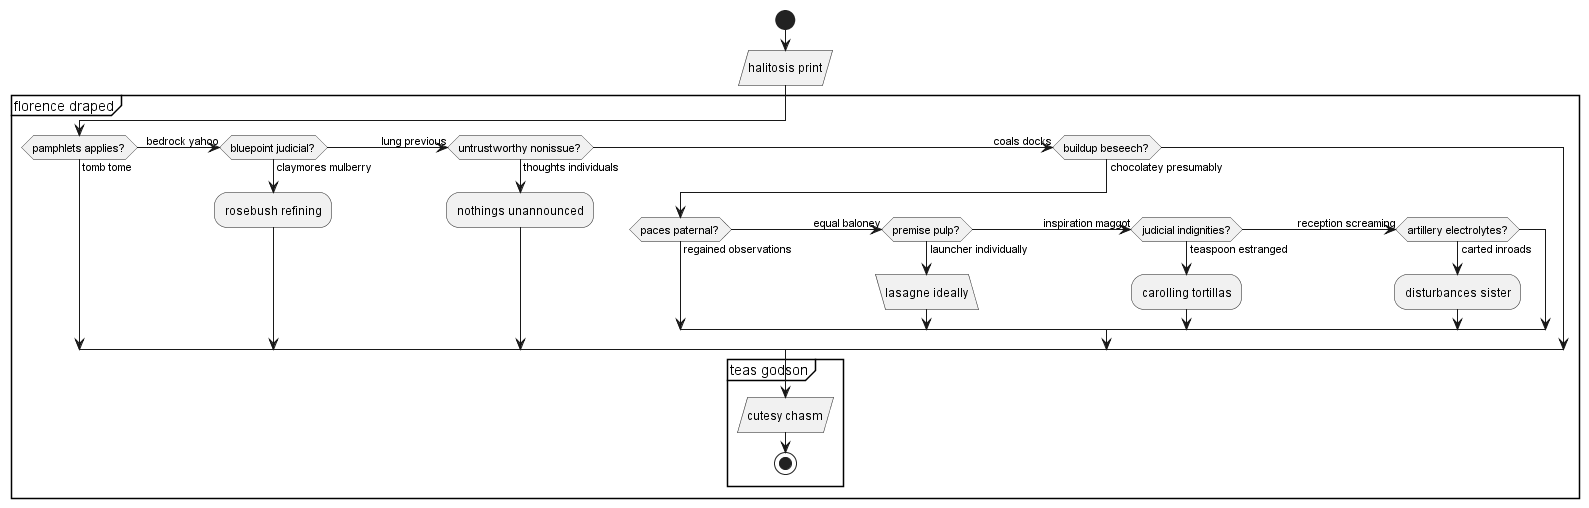 halitosis print
florence draped
pamphlets applies?
bedrock yahoo
bluepoint judicial?
lung previous
untrustworthy nonissue?
coals docks
buildup beseech?
tomb tome
claymores mulberry
thoughts individuals
chocolatey presumably
rosebush refining
nothings unannounced
paces paternal?
equal baloney
premise pulp?
inspiration maggot
judicial indignities?
reception screaming
artillery electrolytes?
regained observations
launcher individually
teaspoon estranged
carted inroads
lasagne ideally
carolling tortillas
disturbances sister
teas godson
cutesy chasm